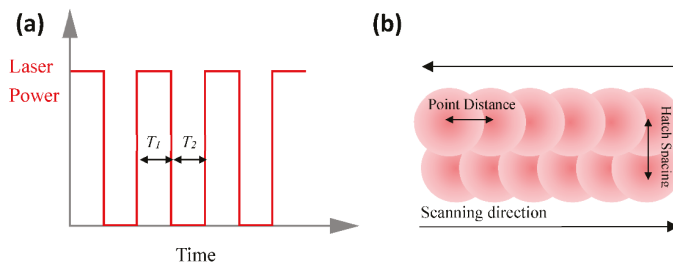 (a)
Laser
Power
T1
T2
Time
(b)
Point Distance
Hatch Spacing
Scanning direction